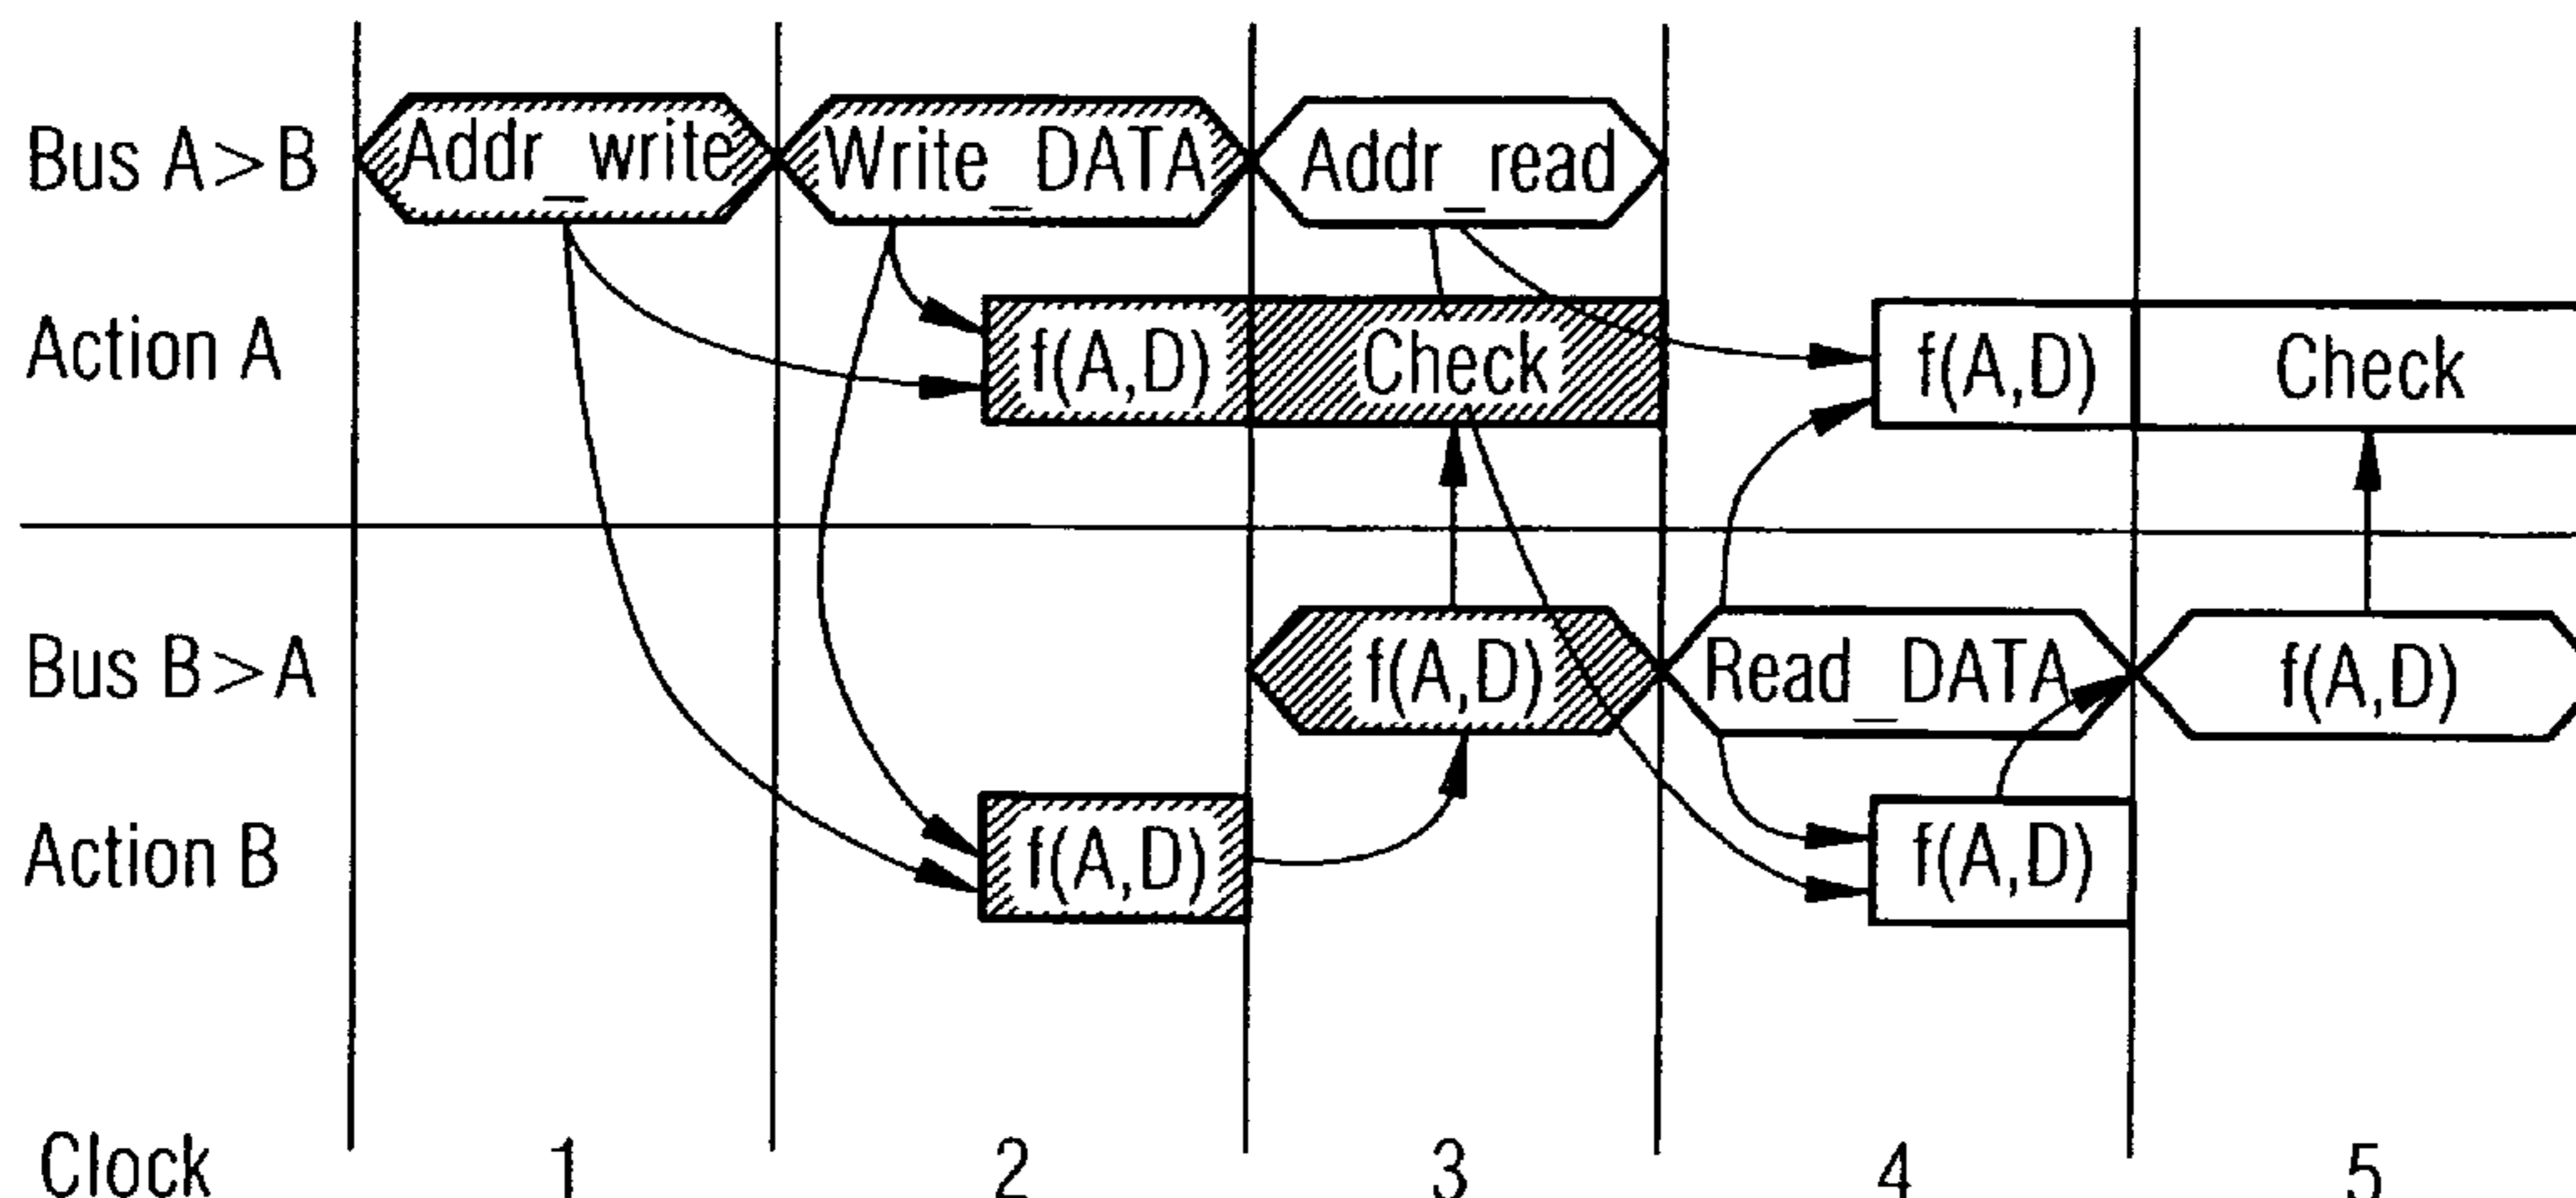 Bus A>B Addr_write Write_DATA Addr_read
Action A f(A,D) Check f(A,D) Check
Bus B>A f(A,D) Read_DATA f(A,D)
Action B f(A,D) f(A,D)
Clock 1 2 3 4 5